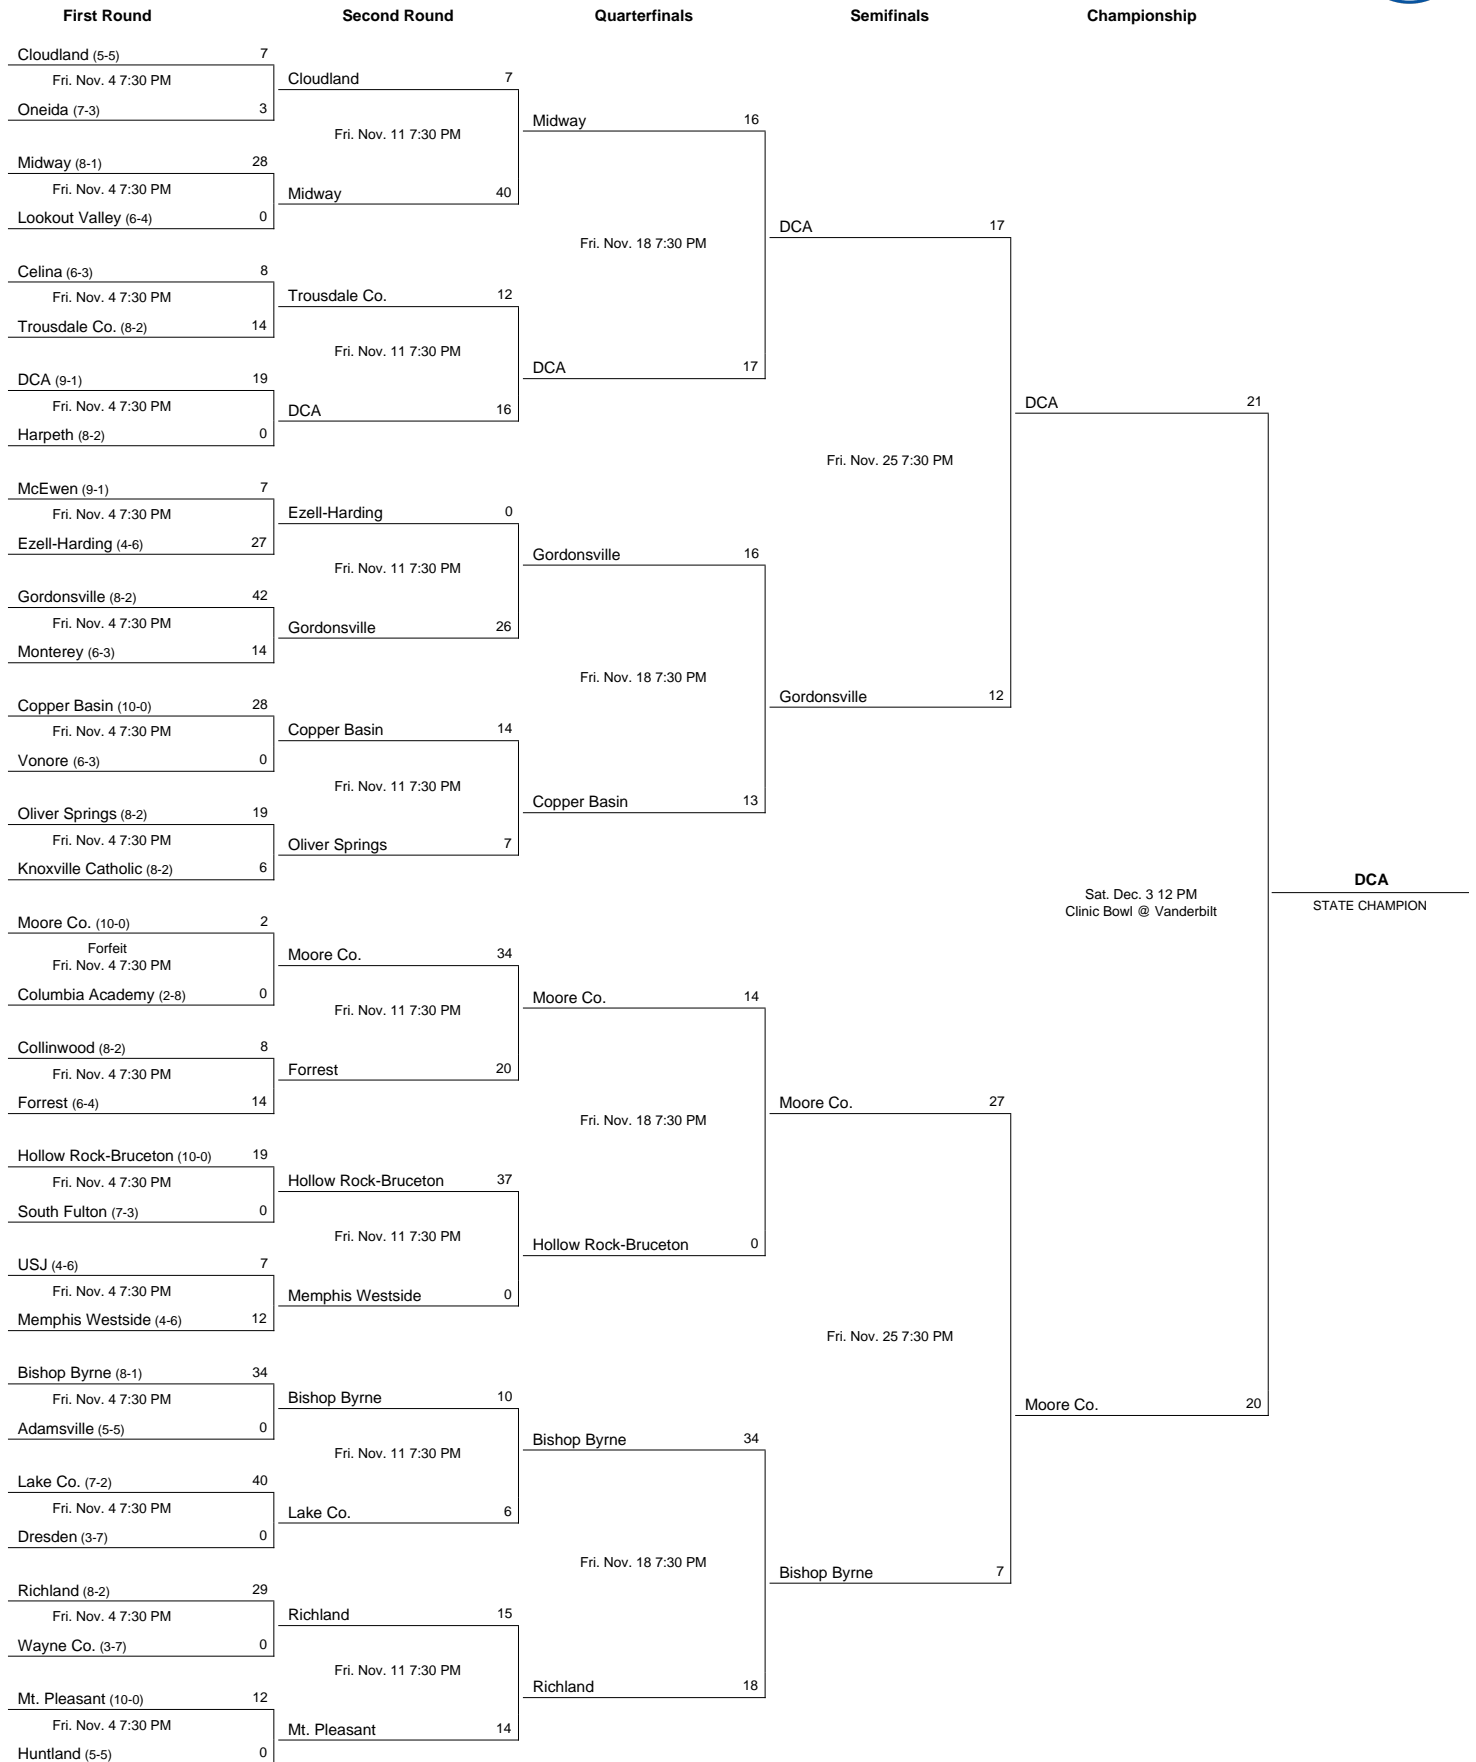 First Round
Second Round
Quarterfinals
Semifinals
Championship
Cloudland (5-5) 7
Fri. Nov. 4 7:30 PM
Oneida (7-3) 3
Midway (8-1) 28
Fri. Nov. 4 7:30 PM
Lookout Valley (6-4) 0
Celina (6-3) 8
Fri. Nov. 4 7:30 PM
Trousdale Co. (8-2) 14
DCA (9-1) 19
Fri. Nov. 4 7:30 PM
Harpeth (8-2) 0
McEwen (9-1) 7
Fri. Nov. 4 7:30 PM
Ezell-Harding (4-6) 27
Gordonsville (8-2) 42
Fri. Nov. 4 7:30 PM
Monterey (6-3) 14
Copper Basin (10-0) 28
Fri. Nov. 4 7:30 PM
Vonore (6-3) 0
Oliver Springs (8-2) 19
Fri. Nov. 4 7:30 PM
Knoxville Catholic (8-2) 6
Moore Co. (10-0) 2
Forfeit
Fri. Nov. 4 7:30 PM
Columbia Academy (2-8) 0
Collinwood (8-2) 8
Fri. Nov. 4 7:30 PM
Forrest (6-4) 14
Hollow Rock-Bruceton (10-0) 19
Fri. Nov. 4 7:30 PM
South Fulton (7-3) 0
USJ (4-6) 7
Fri. Nov. 4 7:30 PM
Memphis Westside (4-6) 12
Bishop Byrne (8-1) 34
Fri. Nov. 4 7:30 PM
Adamsville (5-5) 0
Lake Co. (7-2) 40
Fri. Nov. 4 7:30 PM
Dresden (3-7) 0
Richland (8-2) 29
Fri. Nov. 4 7:30 PM
Wayne Co. (3-7) 0
Mt. Pleasant (10-0) 12
Fri. Nov. 4 7:30 PM
Huntland (5-5) 0
Cloudland 7
Fri. Nov. 11 7:30 PM
Midway 40
Trousdale Co. 12
Fri. Nov. 11 7:30 PM
DCA 16
Ezell-Harding 0
Fri. Nov. 11 7:30 PM
Gordonsville 26
Copper Basin 14
Fri. Nov. 11 7:30 PM
Oliver Springs 7
Moore Co. 34
Fri. Nov. 11 7:30 PM
Forrest 20
Hollow Rock-Bruceton 37
Fri. Nov. 11 7:30 PM
Memphis Westside 0
Bishop Byrne 10
Fri. Nov. 11 7:30 PM
Lake Co. 6
Richland 15
Fri. Nov. 11 7:30 PM
Mt. Pleasant 14
Midway 16
Fri. Nov. 18 7:30 PM
DCA 17
Gordonsville 16
Fri. Nov. 18 7:30 PM
Copper Basin 13
Moore Co. 14
Fri. Nov. 18 7:30 PM
Hollow Rock-Bruceton 0
Bishop Byrne 34
Fri. Nov. 18 7:30 PM
Richland 18
DCA 17
Fri. Nov. 25 7:30 PM
Gordonsville 12
Moore Co. 27
Fri. Nov. 25 7:30 PM
Bishop Byrne 7
DCA 21
Sat. Dec. 3 12 PM
Clinic Bowl @ Vanderbilt
Moore Co. 20
DCA
STATE CHAMPION